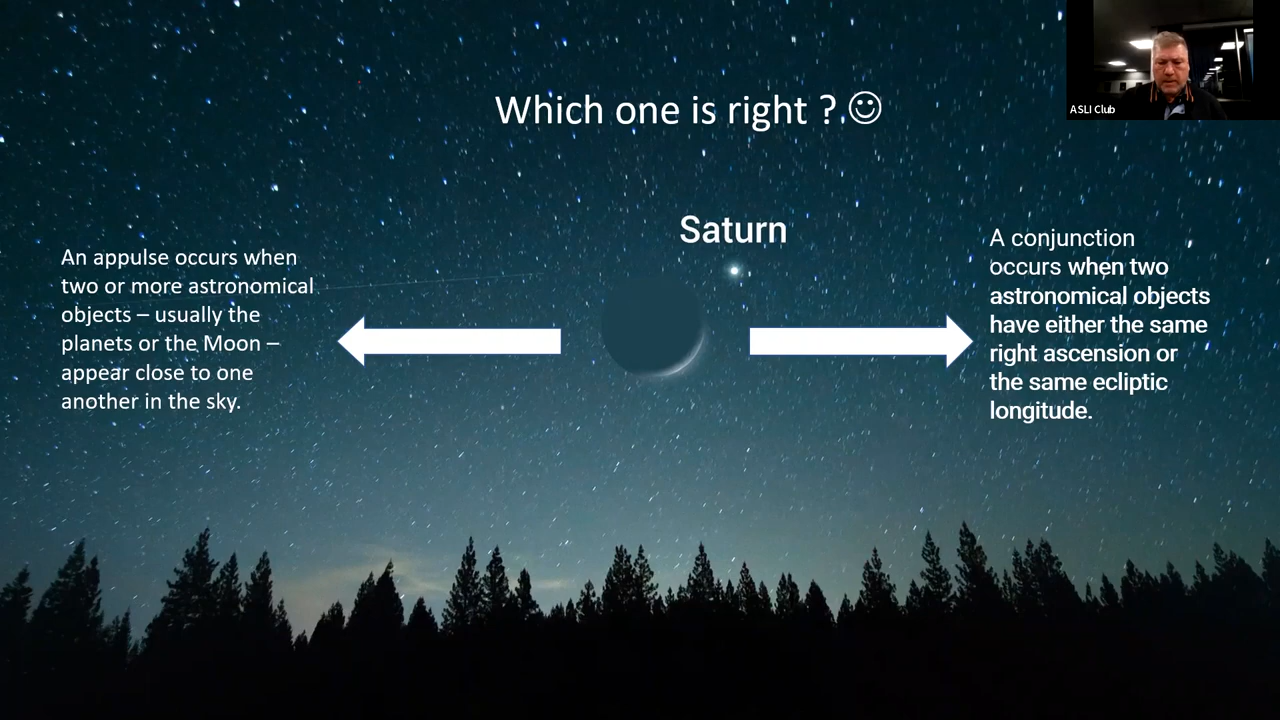 ASLI Club
Which one is right ? ☺
Saturn
An appulse occurs when
two or more astronomical
objects – usually the
planets or the Moon –
appear close to one
another in the sky.
A conjunction
occurs when two
astronomical objects
have either the same
right ascension or
the same ecliptic
longitude.